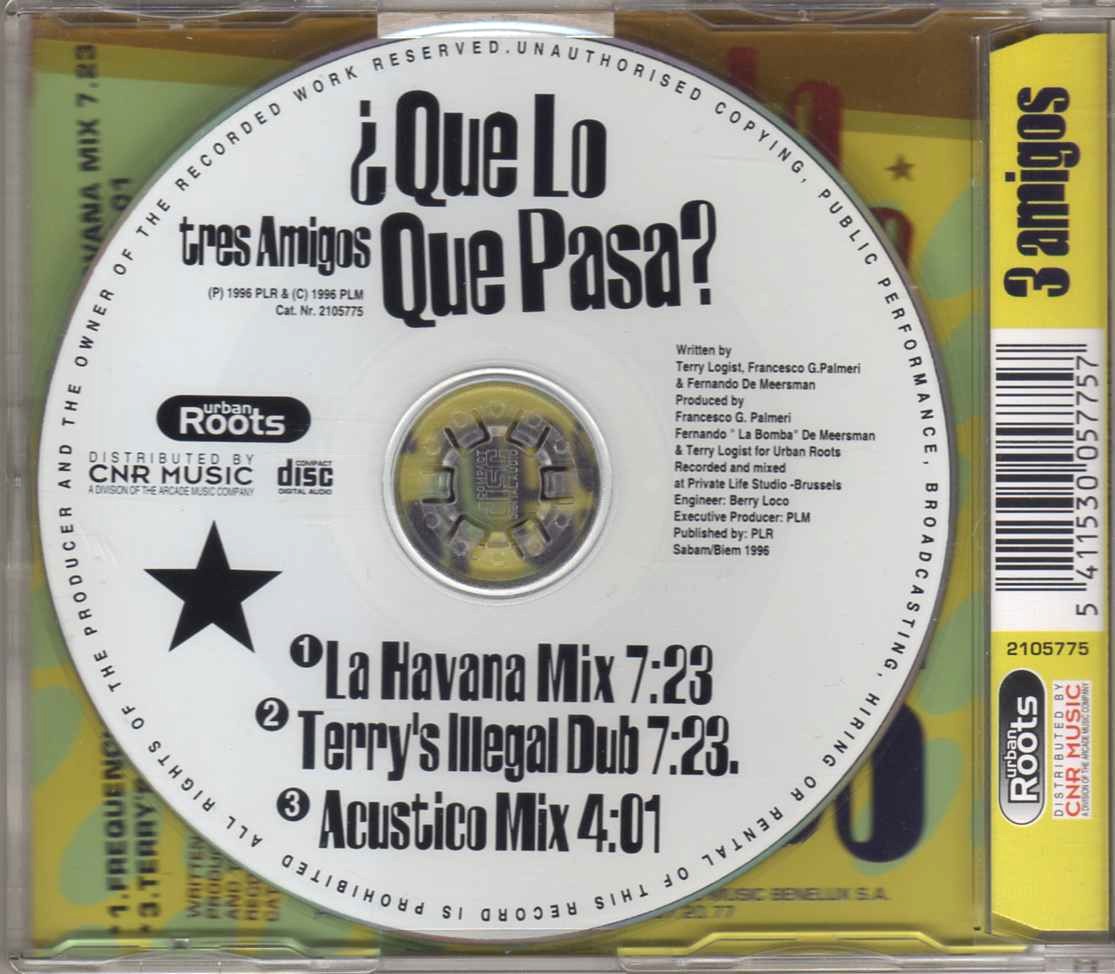 ALL RIGHTS OF THE PRODUCER AND THE OWNER OF THE RECORDED WORK RESERVED.UNAUTHORISED COPYING, PUBLIC PERFORMANCE, BROADCASTING, HIRING OR RENTAL OF THIS RECORD IS PROHIBITED
¿Que Lo
tres Amigos
Que Pasa?
(P) 1996 PLR & (C) 1996 PLM
Cat. Nr. 2105775
Written by
Terry Logist, Francesco G.Palmeri
& Fernando De Meersman
Produced by
Francesco G. Palmeri
Fernando " La Bomba" De Meersman
& Terry Logist for Urban Roots
Recorded and mixed
at Private Life Studio -Brussels
Engineer: Berry Loco
Executive Producer: PLM
Published by: PLR
Sabam/Biem 1996
urban
Roots
DISTRIBUTED BY
CNR MUSIC
A DIVISION OF THE ARCADE MUSIC COMPANY
COMPACT
disc
DIGITAL AUDIO
1 La Havana Mix 7:23
2 Terry's Illegal Dub 7:23.
3 Acustico Mix 4:01
VANA MIX 7.23
01
1.FREQUENC
3.TERRY'S
WRITTEN
MUSIC BENELUX S.A.
20.77
3 amigos
5 411530 057757
2105775
urban
Roots
DISTRIBUTED BY
CNR MUSIC
A DIVISION OF THE ARCADE MUSIC COMPANY